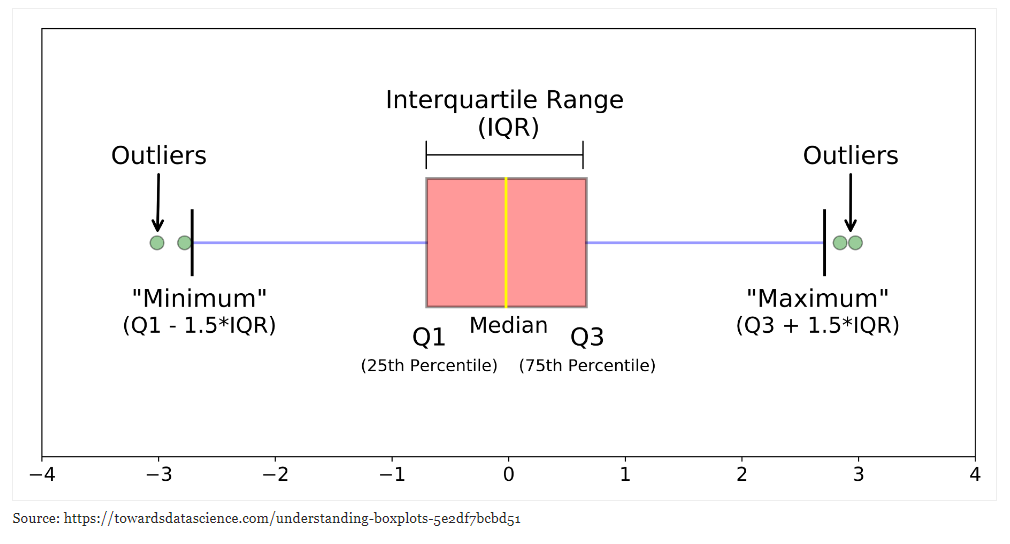 Interquartile Range
(IQR)
Outliers
Outliers
"Minimum"
(Q1 - 1.5*IQR)
"Maximum"
(Q3 + 1.5*IQR)
Median
Q1
Q3
(25th Percentile)
(75th Percentile)
−4
−3
−2
−1
0
1
2
3
4
Source: https://towardsdatascience.com/understanding-boxplots-5e2df7bcbd51